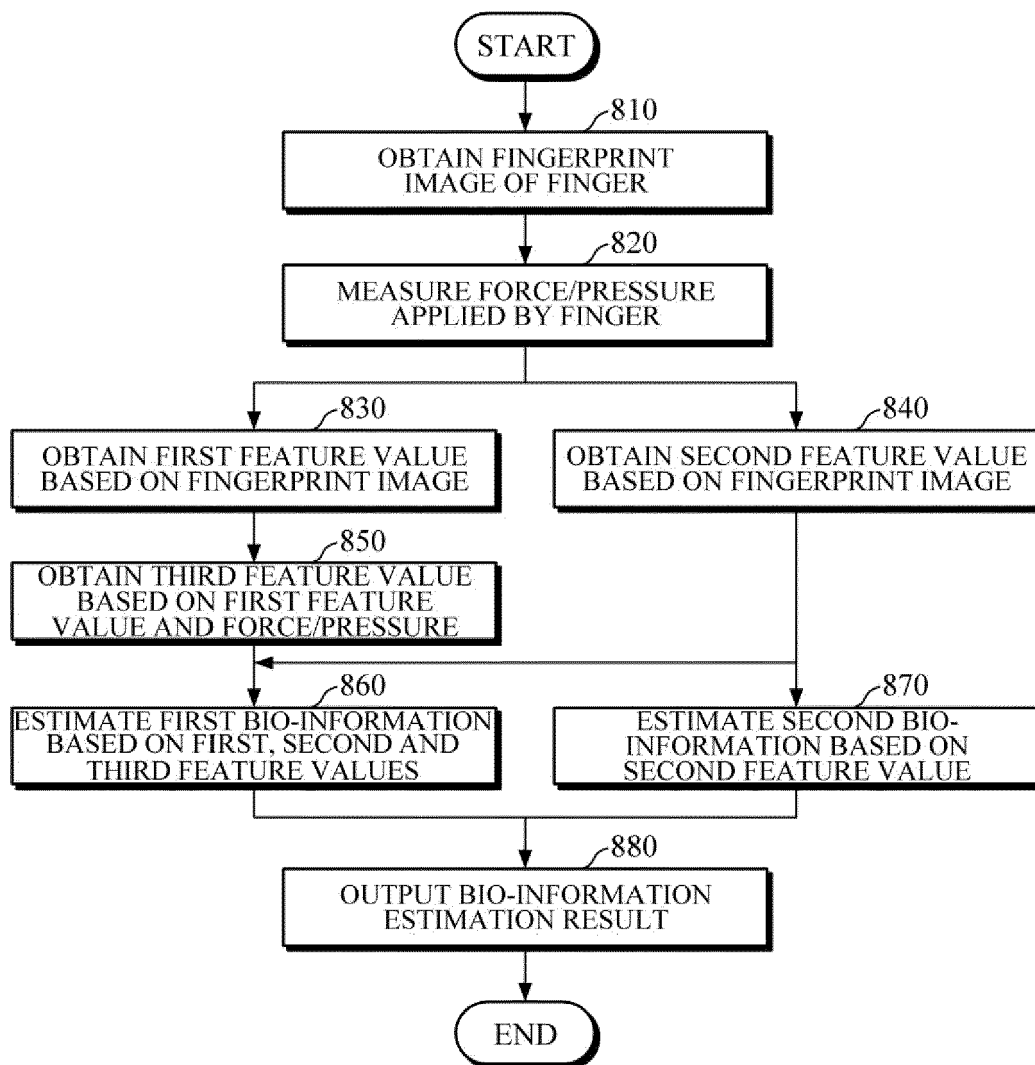 START
810
OBTAIN FINGERPRINT
IMAGE OF FINGER
820
MEASURE FORCE/PRESSURE
APPLIED BY FINGER
830
OBTAIN FIRST FEATURE VALUE
BASED ON FINGERPRINT IMAGE
840
OBTAIN SECOND FEATURE VALUE
BASED ON FINGERPRINT IMAGE
850
OBTAIN THIRD FEATURE VALUE
BASED ON FIRST FEATURE
VALUE AND FORCE/PRESSURE
860
ESTIMATE FIRST BIO-INFORMATION
BASED ON FIRST, SECOND AND
THIRD FEATURE VALUES
870
ESTIMATE SECOND BIO-
INFORMATION BASED ON
SECOND FEATURE VALUE
880
OUTPUT BIO-INFORMATION
ESTIMATION RESULT
END